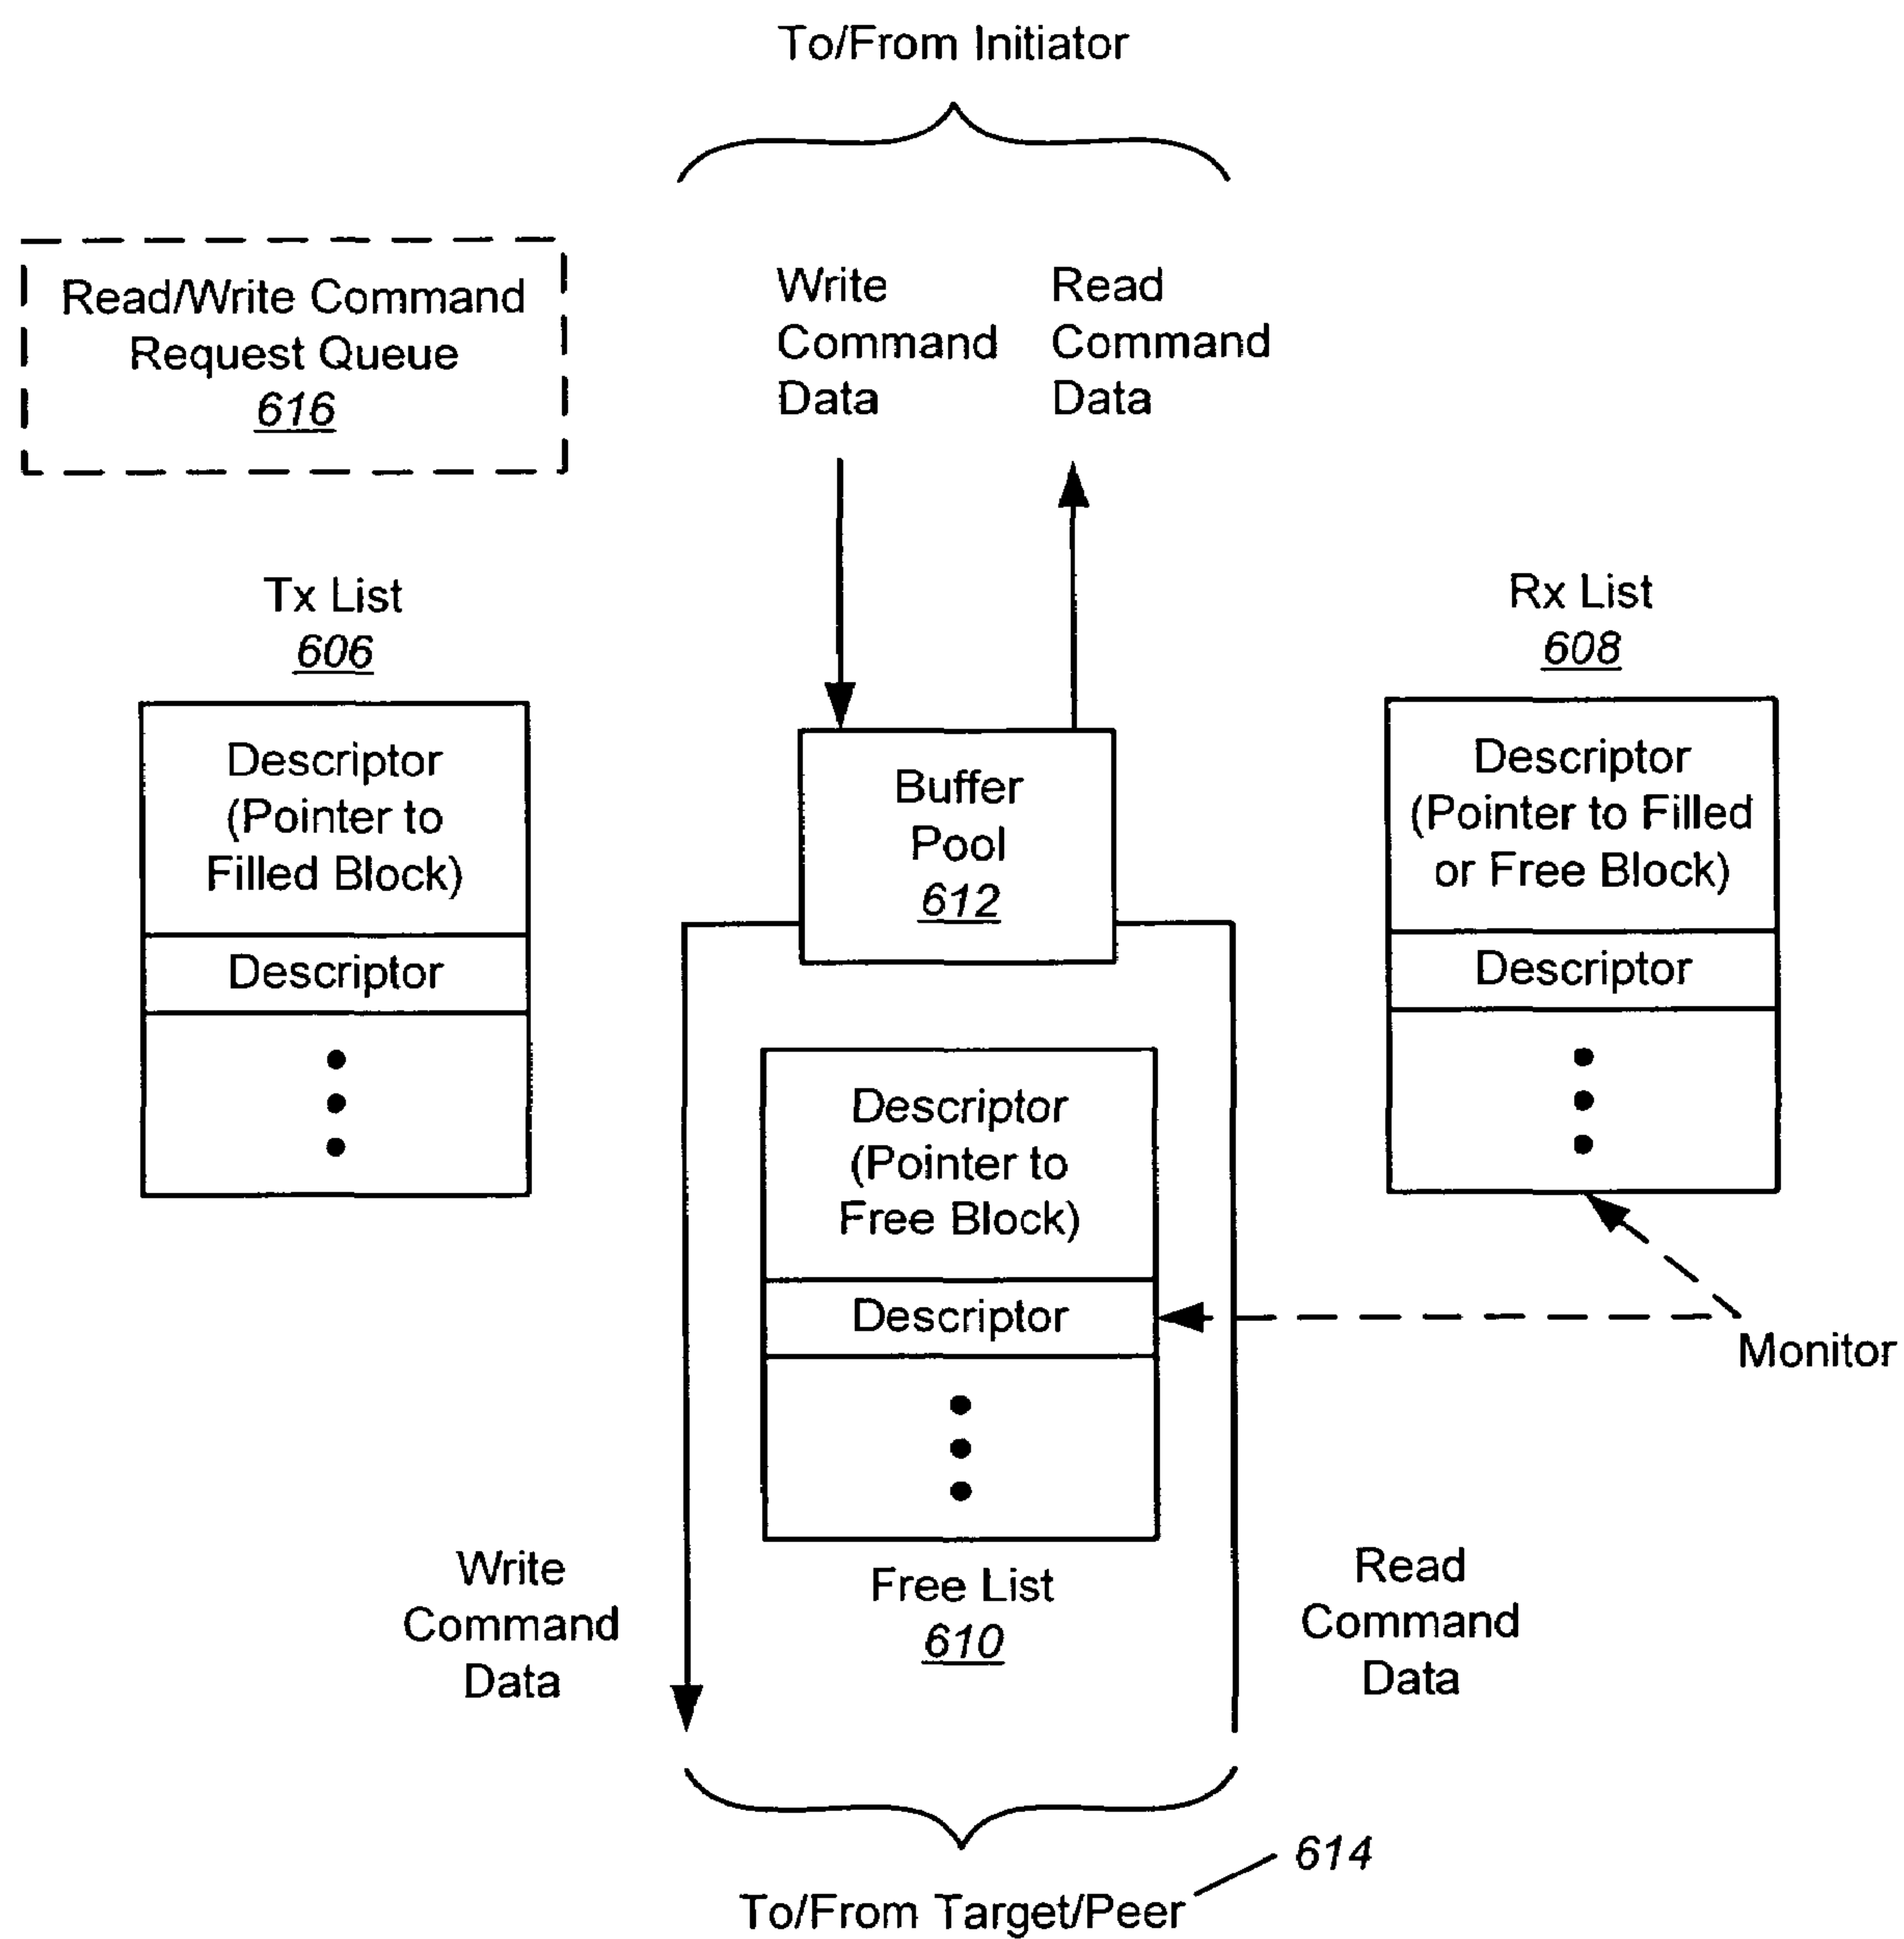 To/From Initiator
Read/Write Command
Request Queue
616
Write
Command
Data
Read
Command
Data
Tx List
606
Descriptor
(Pointer to
Filled Block)
Descriptor
Buffer
Pool
612
Rx List
608
Descriptor
(Pointer to Filled
or Free Block)
Descriptor
Descriptor
(Pointer to
Free Block)
Descriptor
Monitor
Free List
610
Write
Command
Data
Read
Command
Data
614
To/From Target/Peer